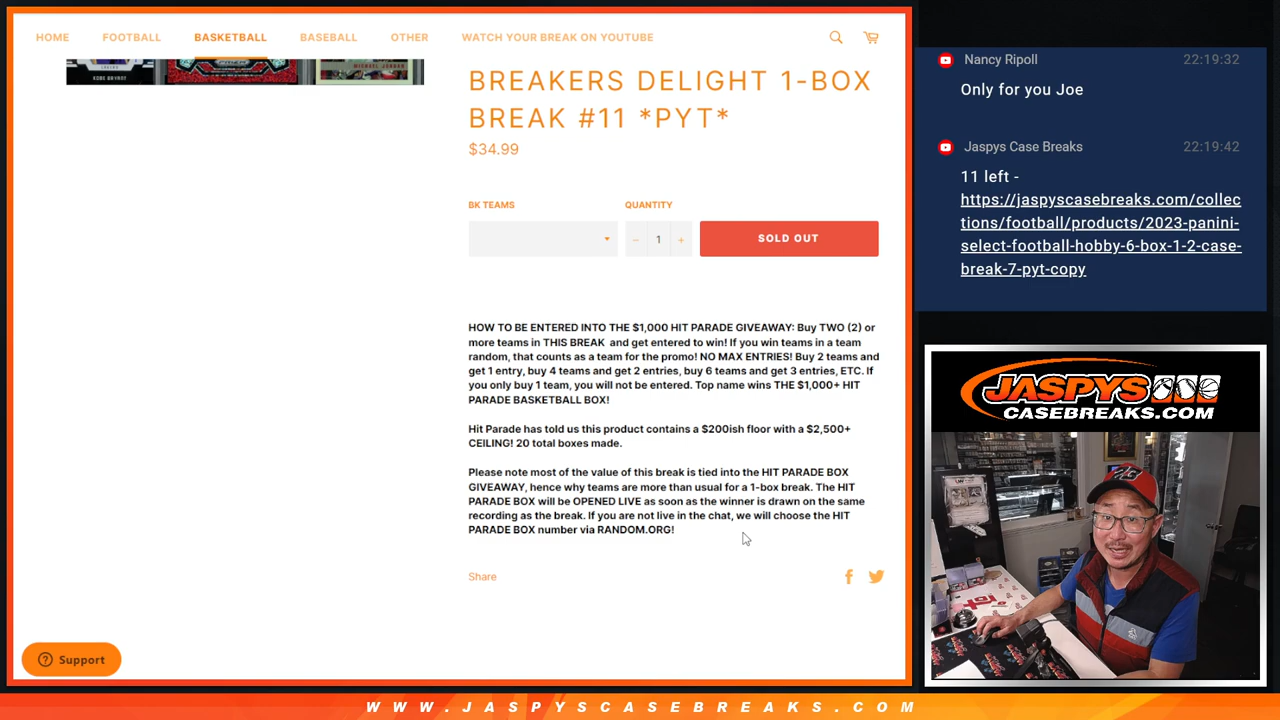 HOME FOOTBALL BASKETBALL BASEBALL OTHER WATCH YOUR BREAK ON YOUTUBE
KOBE BRYANT
MICHAEL JORDAN
BREAKERS DELIGHT 1-BOX
BREAK #11 *PYT*
$34.99
BK TEAMS QUANTITY
− 1 + SOLD OUT
HOW TO BE ENTERED INTO THE $1,000 HIT PARADE GIVEAWAY: Buy TWO (2) or
more teams in THIS BREAK and get entered to win! If you win teams in a team
random, that counts as a team for the promo! NO MAX ENTRIES! Buy 2 teams and
get 1 entry, buy 4 teams and get 2 entries, buy 6 teams and get 3 entries, ETC. If
you only buy 1 team, you will not be entered. Top name wins THE $1,000+ HIT
PARADE BASKETBALL BOX!
Hit Parade has told us this product contains a $200ish floor with a $2,500+
CEILING! 20 total boxes made.
Please note most of the value of this break is tied into the HIT PARADE BOX
GIVEAWAY, hence why teams are more than usual for a 1-box break. The HIT
PARADE BOX will be OPENED LIVE as soon as the winner is drawn on the same
recording as the break. If you are not live in the chat, we will choose the HIT
PARADE BOX number via RANDOM.ORG!
Share
Support
Nancy Ripoll 22:19:32
Only for you Joe
Jaspys Case Breaks 22:19:42
11 left -
https://jaspyscasebreaks.com/collec
tions/football/products/2023-panini-
select-football-hobby-6-box-1-2-case-
break-7-pyt-copy
JASPYS
CASEBREAKS.COM
WWW.JASPYSCASEBREAKS.COM